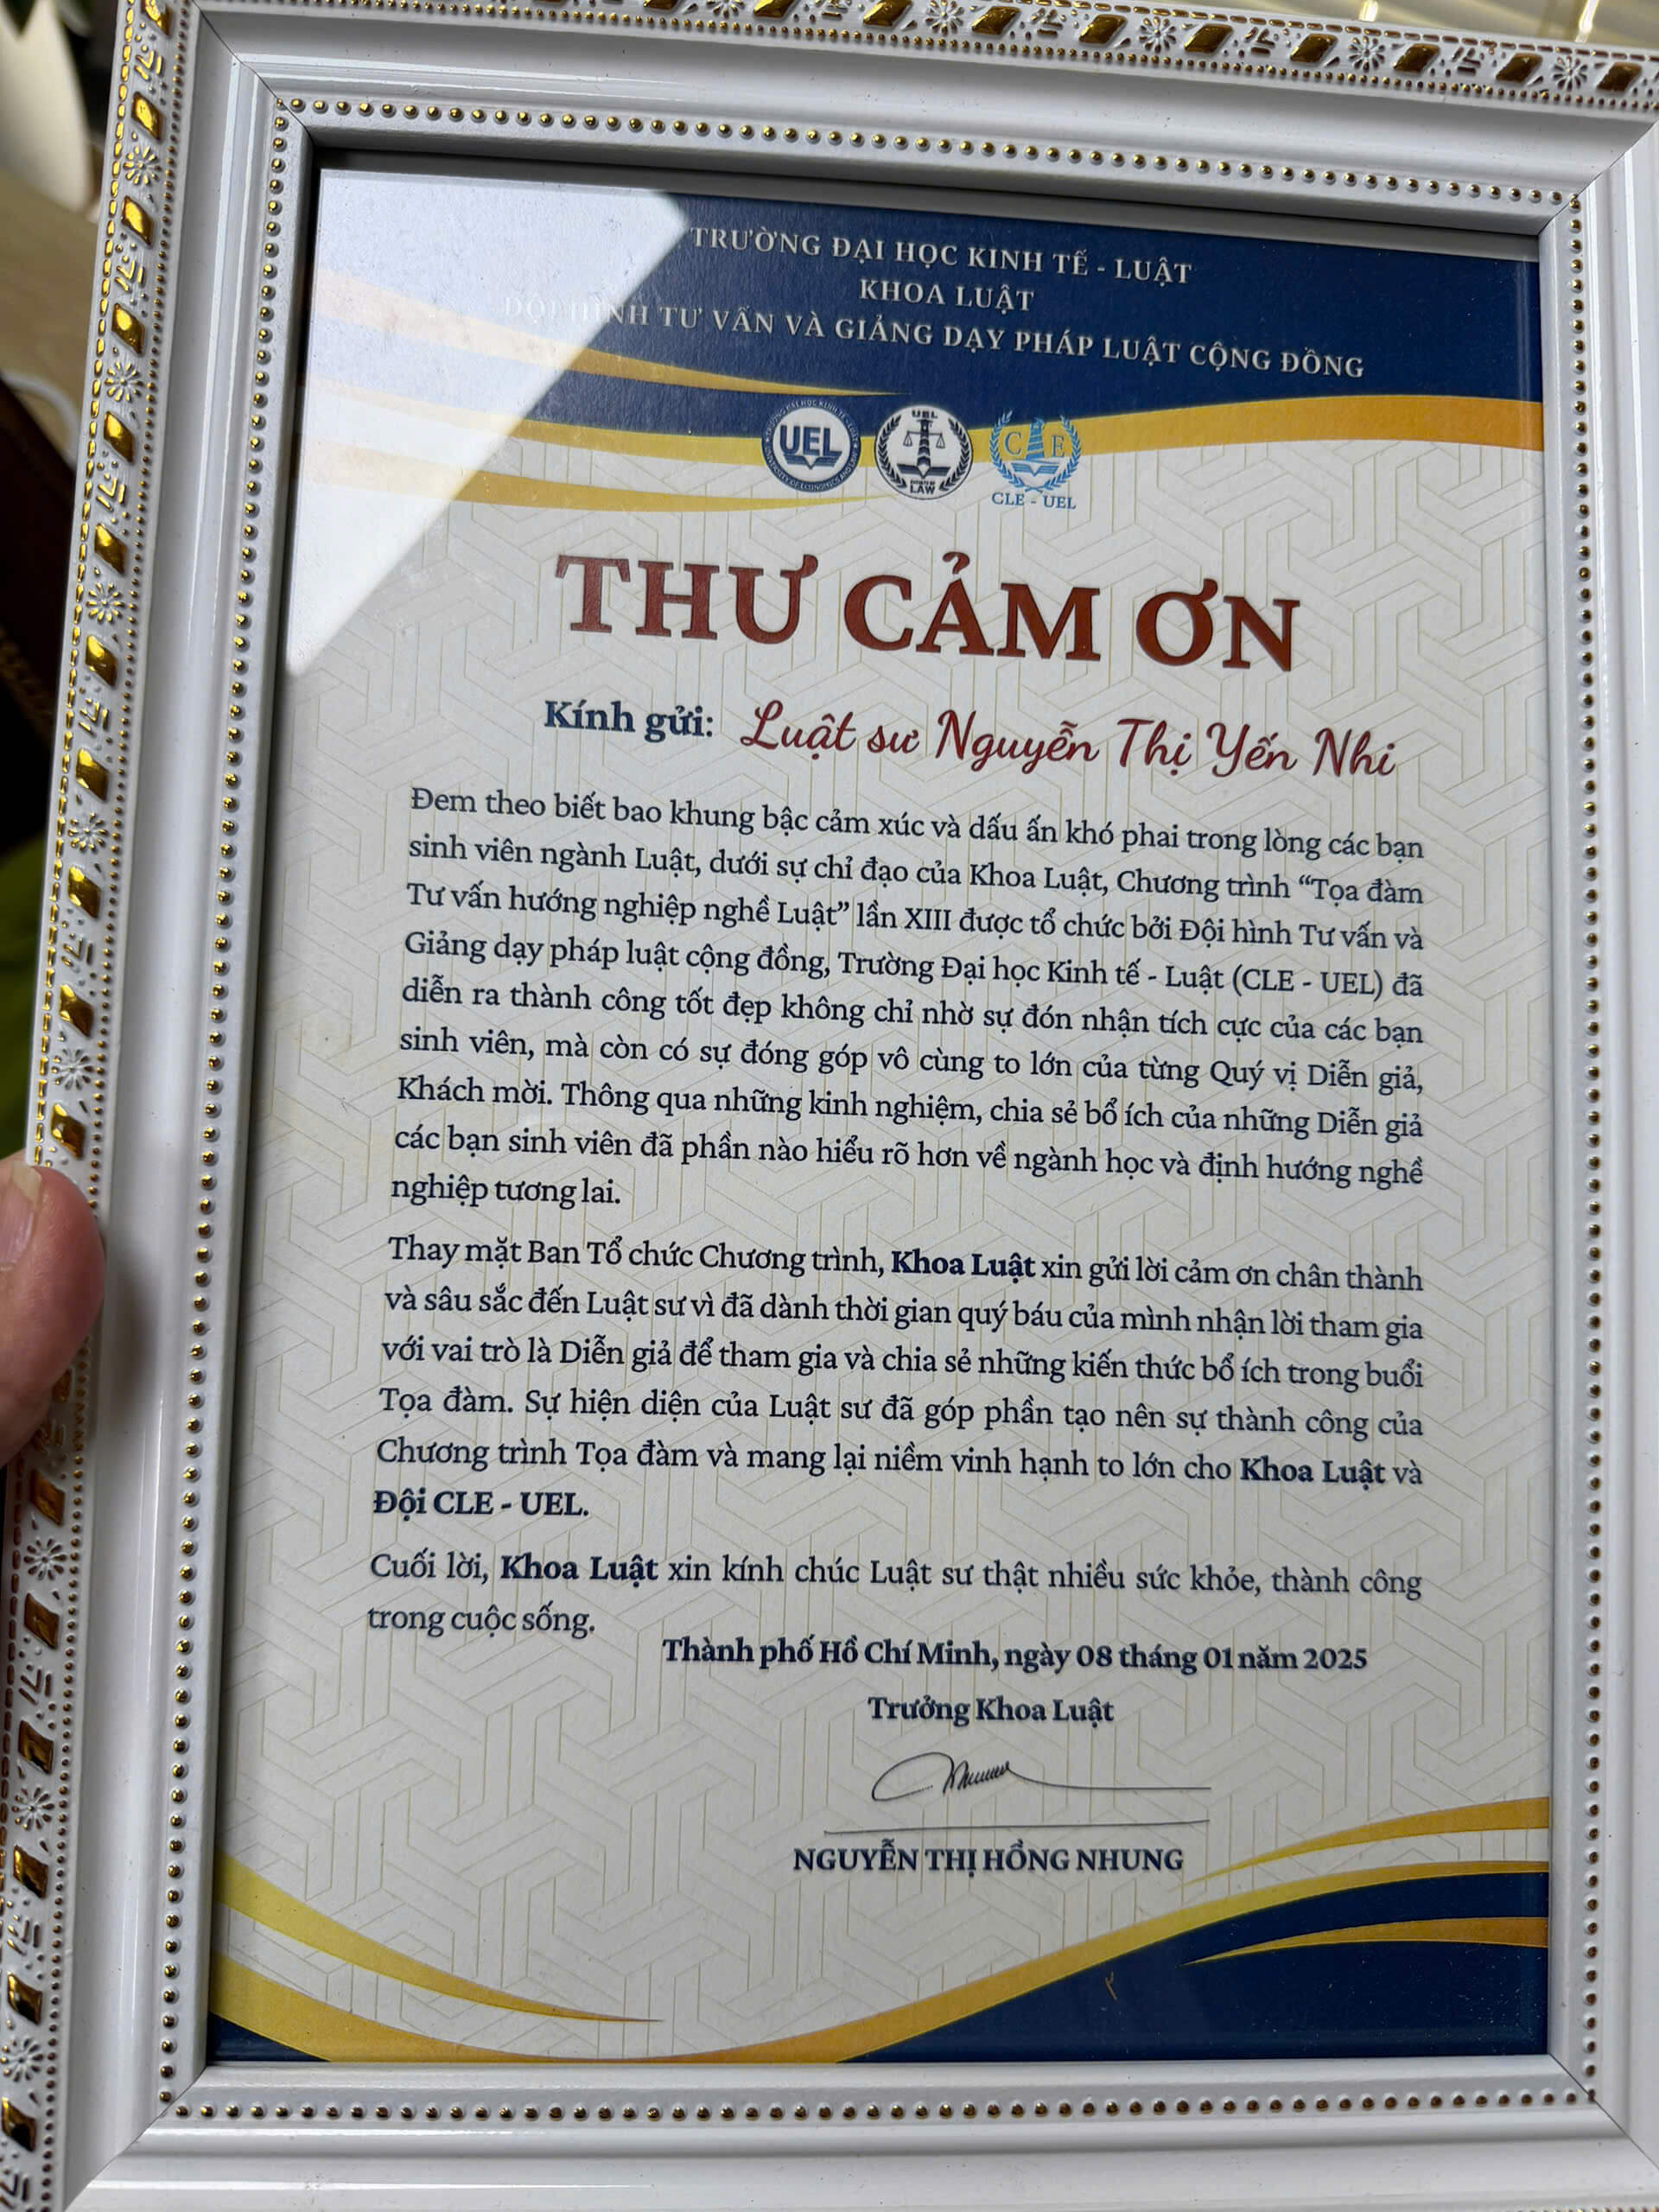 TRƯỜNG ĐẠI HỌC KINH TẾ - LUẬT
KHOA LUẬT
ĐỘI HÌNH TƯ VẤN VÀ GIẢNG DẠY PHÁP LUẬT CỘNG ĐỒNG
UEL
UEL
LAW
C E
CLE - UEL
THƯ CẢM ƠN
Kính gửi: Luật sư Nguyễn Thị Yến Nhi
Đem theo biết bao khung bậc cảm xúc và dấu ấn khó phai trong lòng các bạn
sinh viên ngành Luật, dưới sự chỉ đạo của Khoa Luật, Chương trình “Tọa đàm
Tư vấn hướng nghiệp nghề Luật” lần XIII được tổ chức bởi Đội hình Tư vấn và
Giảng dạy pháp luật cộng đồng, Trường Đại học Kinh tế - Luật (CLE - UEL) đã
diễn ra thành công tốt đẹp không chỉ nhờ sự đón nhận tích cực của các bạn
sinh viên, mà còn có sự đóng góp vô cùng to lớn của từng Quý vị Diễn giả,
Khách mời. Thông qua những kinh nghiệm, chia sẻ bổ ích của những Diễn giả
các bạn sinh viên đã phần nào hiểu rõ hơn về ngành học và định hướng nghề
nghiệp tương lai.
Thay mặt Ban Tổ chức Chương trình, Khoa Luật xin gửi lời cảm ơn chân thành
và sâu sắc đến Luật sư vì đã dành thời gian quý báu của mình nhận lời tham gia
với vai trò là Diễn giả để tham gia và chia sẻ những kiến thức bổ ích trong buổi
Tọa đàm. Sự hiện diện của Luật sư đã góp phần tạo nên sự thành công của
Chương trình Tọa đàm và mang lại niềm vinh hạnh to lớn cho Khoa Luật và
Đội CLE - UEL.
Cuối lời, Khoa Luật xin kính chúc Luật sư thật nhiều sức khỏe, thành công
trong cuộc sống.
Thành phố Hồ Chí Minh, ngày 08 tháng 01 năm 2025
Trưởng Khoa Luật
NGUYỄN THỊ HỒNG NHUNG